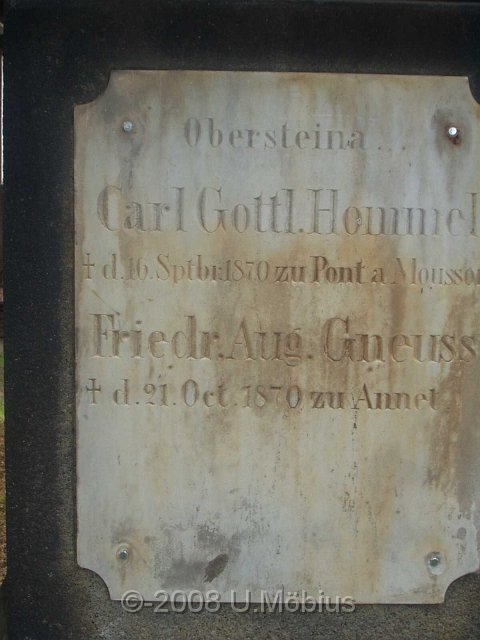 Obersteina...
Carl Gottl. Hommel
† d. 16. Sptbr: 1870 zu Pont a Mousson
Friedr. Aug. Gneuss
† d. 21. Oct. 1870 zu Annet.
© 2008 U.Möbius